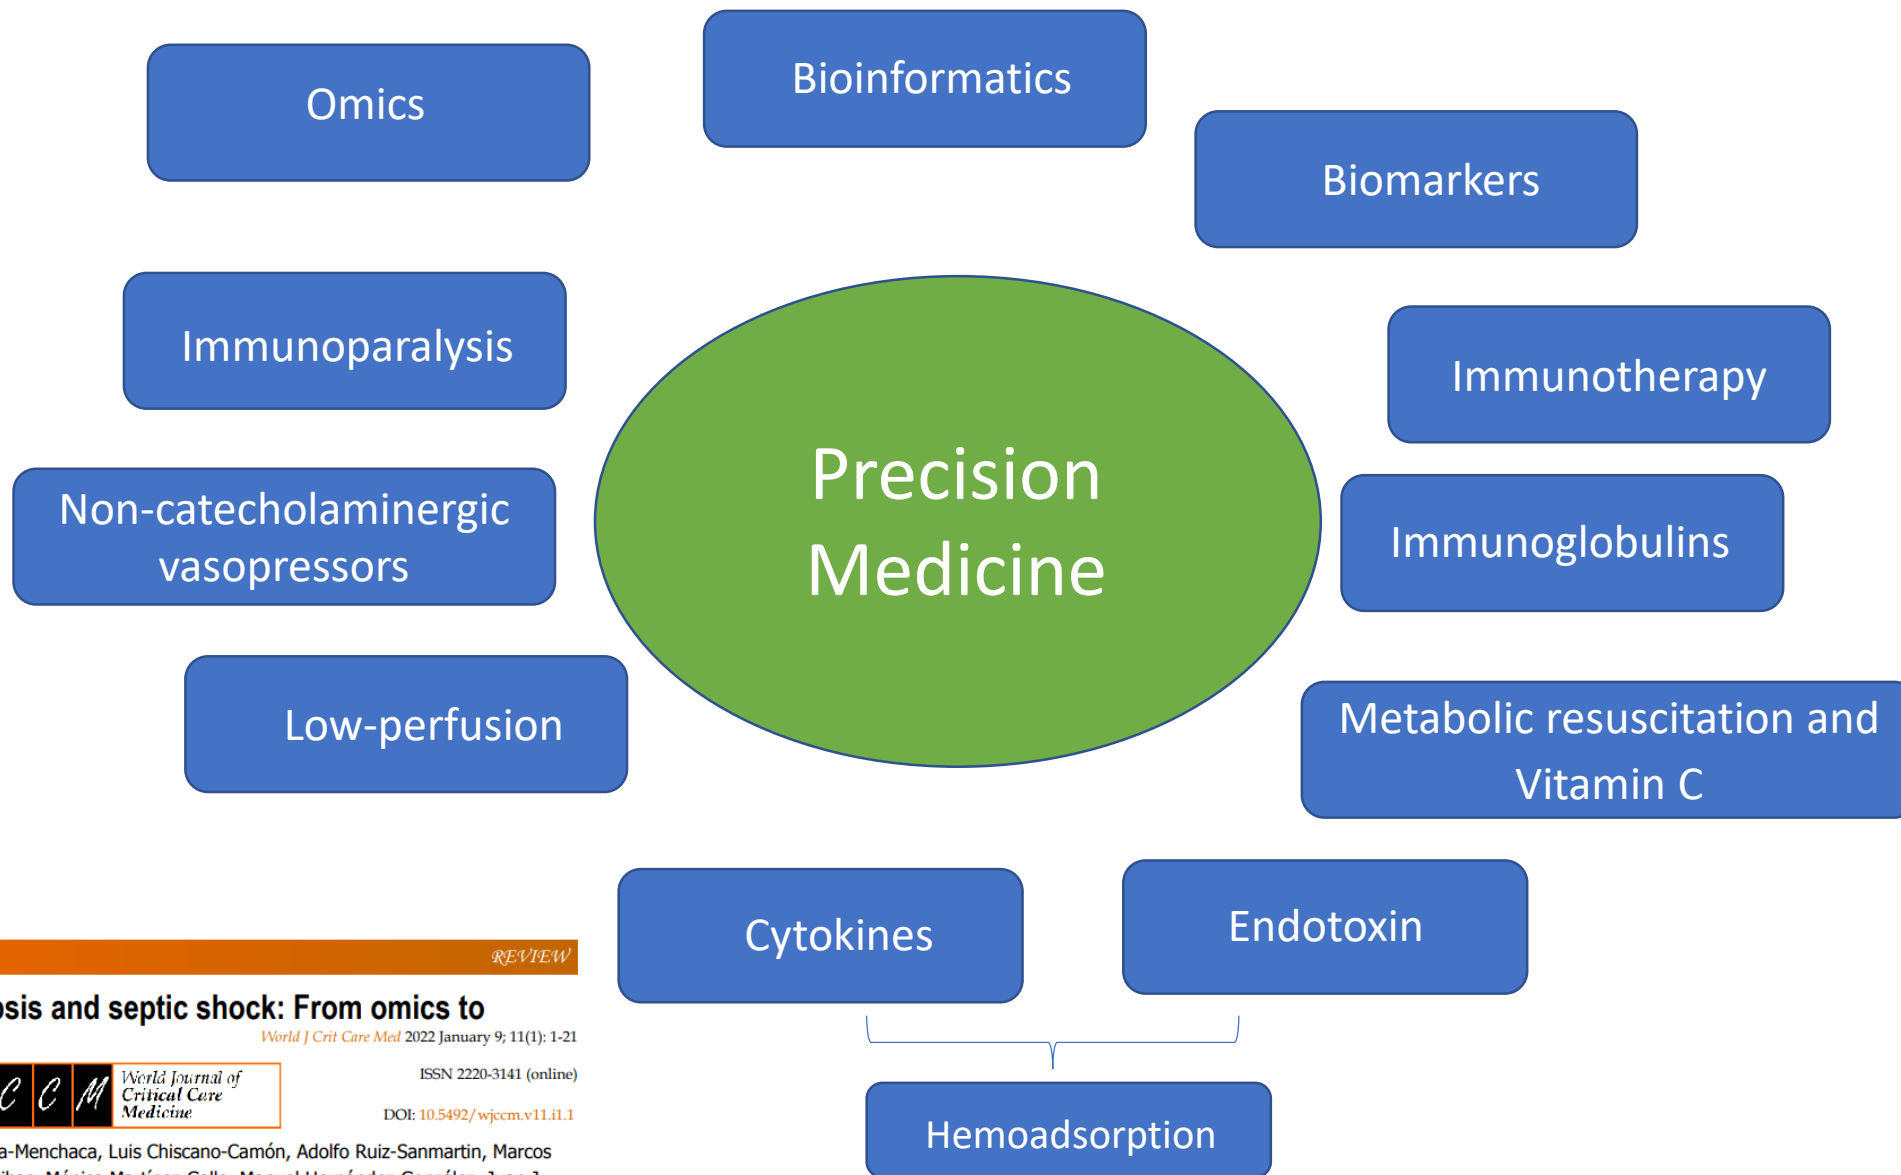 Bioinformatics
Omics
Biomarkers
Immunoparalysis
Immunotherapy
Precision
Medicine
Non-catecholaminergic
vasopressors
Immunoglobulins
Low-perfusion
Metabolic resuscitation and
Vitamin C
Cytokines
Endotoxin
Hemoadsorption
REVIEW
osis and septic shock: From omics to
World J Crit Care Med 2022 January 9; 11(1): 1-21
C C M
World Journal of
Critical Care
Medicine
ISSN 2220-3141 (online)
DOI: 10.5492/wjccm.v11.i1.1
a-Menchaca, Luis Chiscano-Camón, Adolfo Ruiz-Sanmartin, Marcos